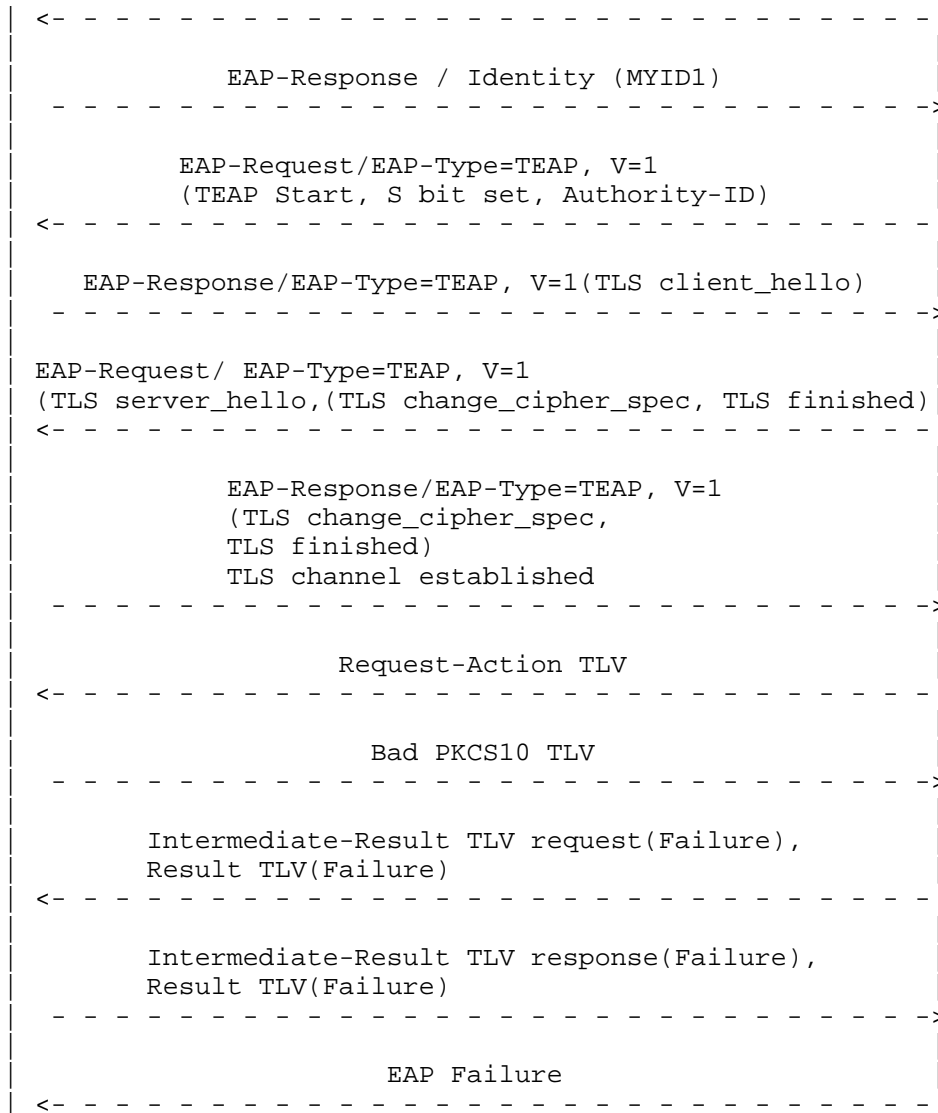 <- - - - - - - - - - - - - - - - - - - - - - - - - - - -
EAP-Response / Identity (MYID1)
- - - - - - - - - - - - - - - - - - - - - - - - - - - ->
EAP-Request/EAP-Type=TEAP, V=1
(TEAP Start, S bit set, Authority-ID)
<- - - - - - - - - - - - - - - - - - - - - - - - - - - -
EAP-Response/EAP-Type=TEAP, V=1(TLS client_hello)
- - - - - - - - - - - - - - - - - - - - - - - - - - - ->
EAP-Request/ EAP-Type=TEAP, V=1
(TLS server_hello,(TLS change_cipher_spec, TLS finished)
<- - - - - - - - - - - - - - - - - - - - - - - - - - - -
EAP-Response/EAP-Type=TEAP, V=1
(TLS change_cipher_spec,
TLS finished)
TLS channel established
- - - - - - - - - - - - - - - - - - - - - - - - - - - ->
Request-Action TLV
<- - - - - - - - - - - - - - - - - - - - - - - - - - - -
Bad PKCS10 TLV
- - - - - - - - - - - - - - - - - - - - - - - - - - - ->
Intermediate-Result TLV request(Failure),
Result TLV(Failure)
<- - - - - - - - - - - - - - - - - - - - - - - - - - - -
Intermediate-Result TLV response(Failure),
Result TLV(Failure)
- - - - - - - - - - - - - - - - - - - - - - - - - - - ->
EAP Failure
<- - - - - - - - - - - - - - - - - - - - - - - - - - - -